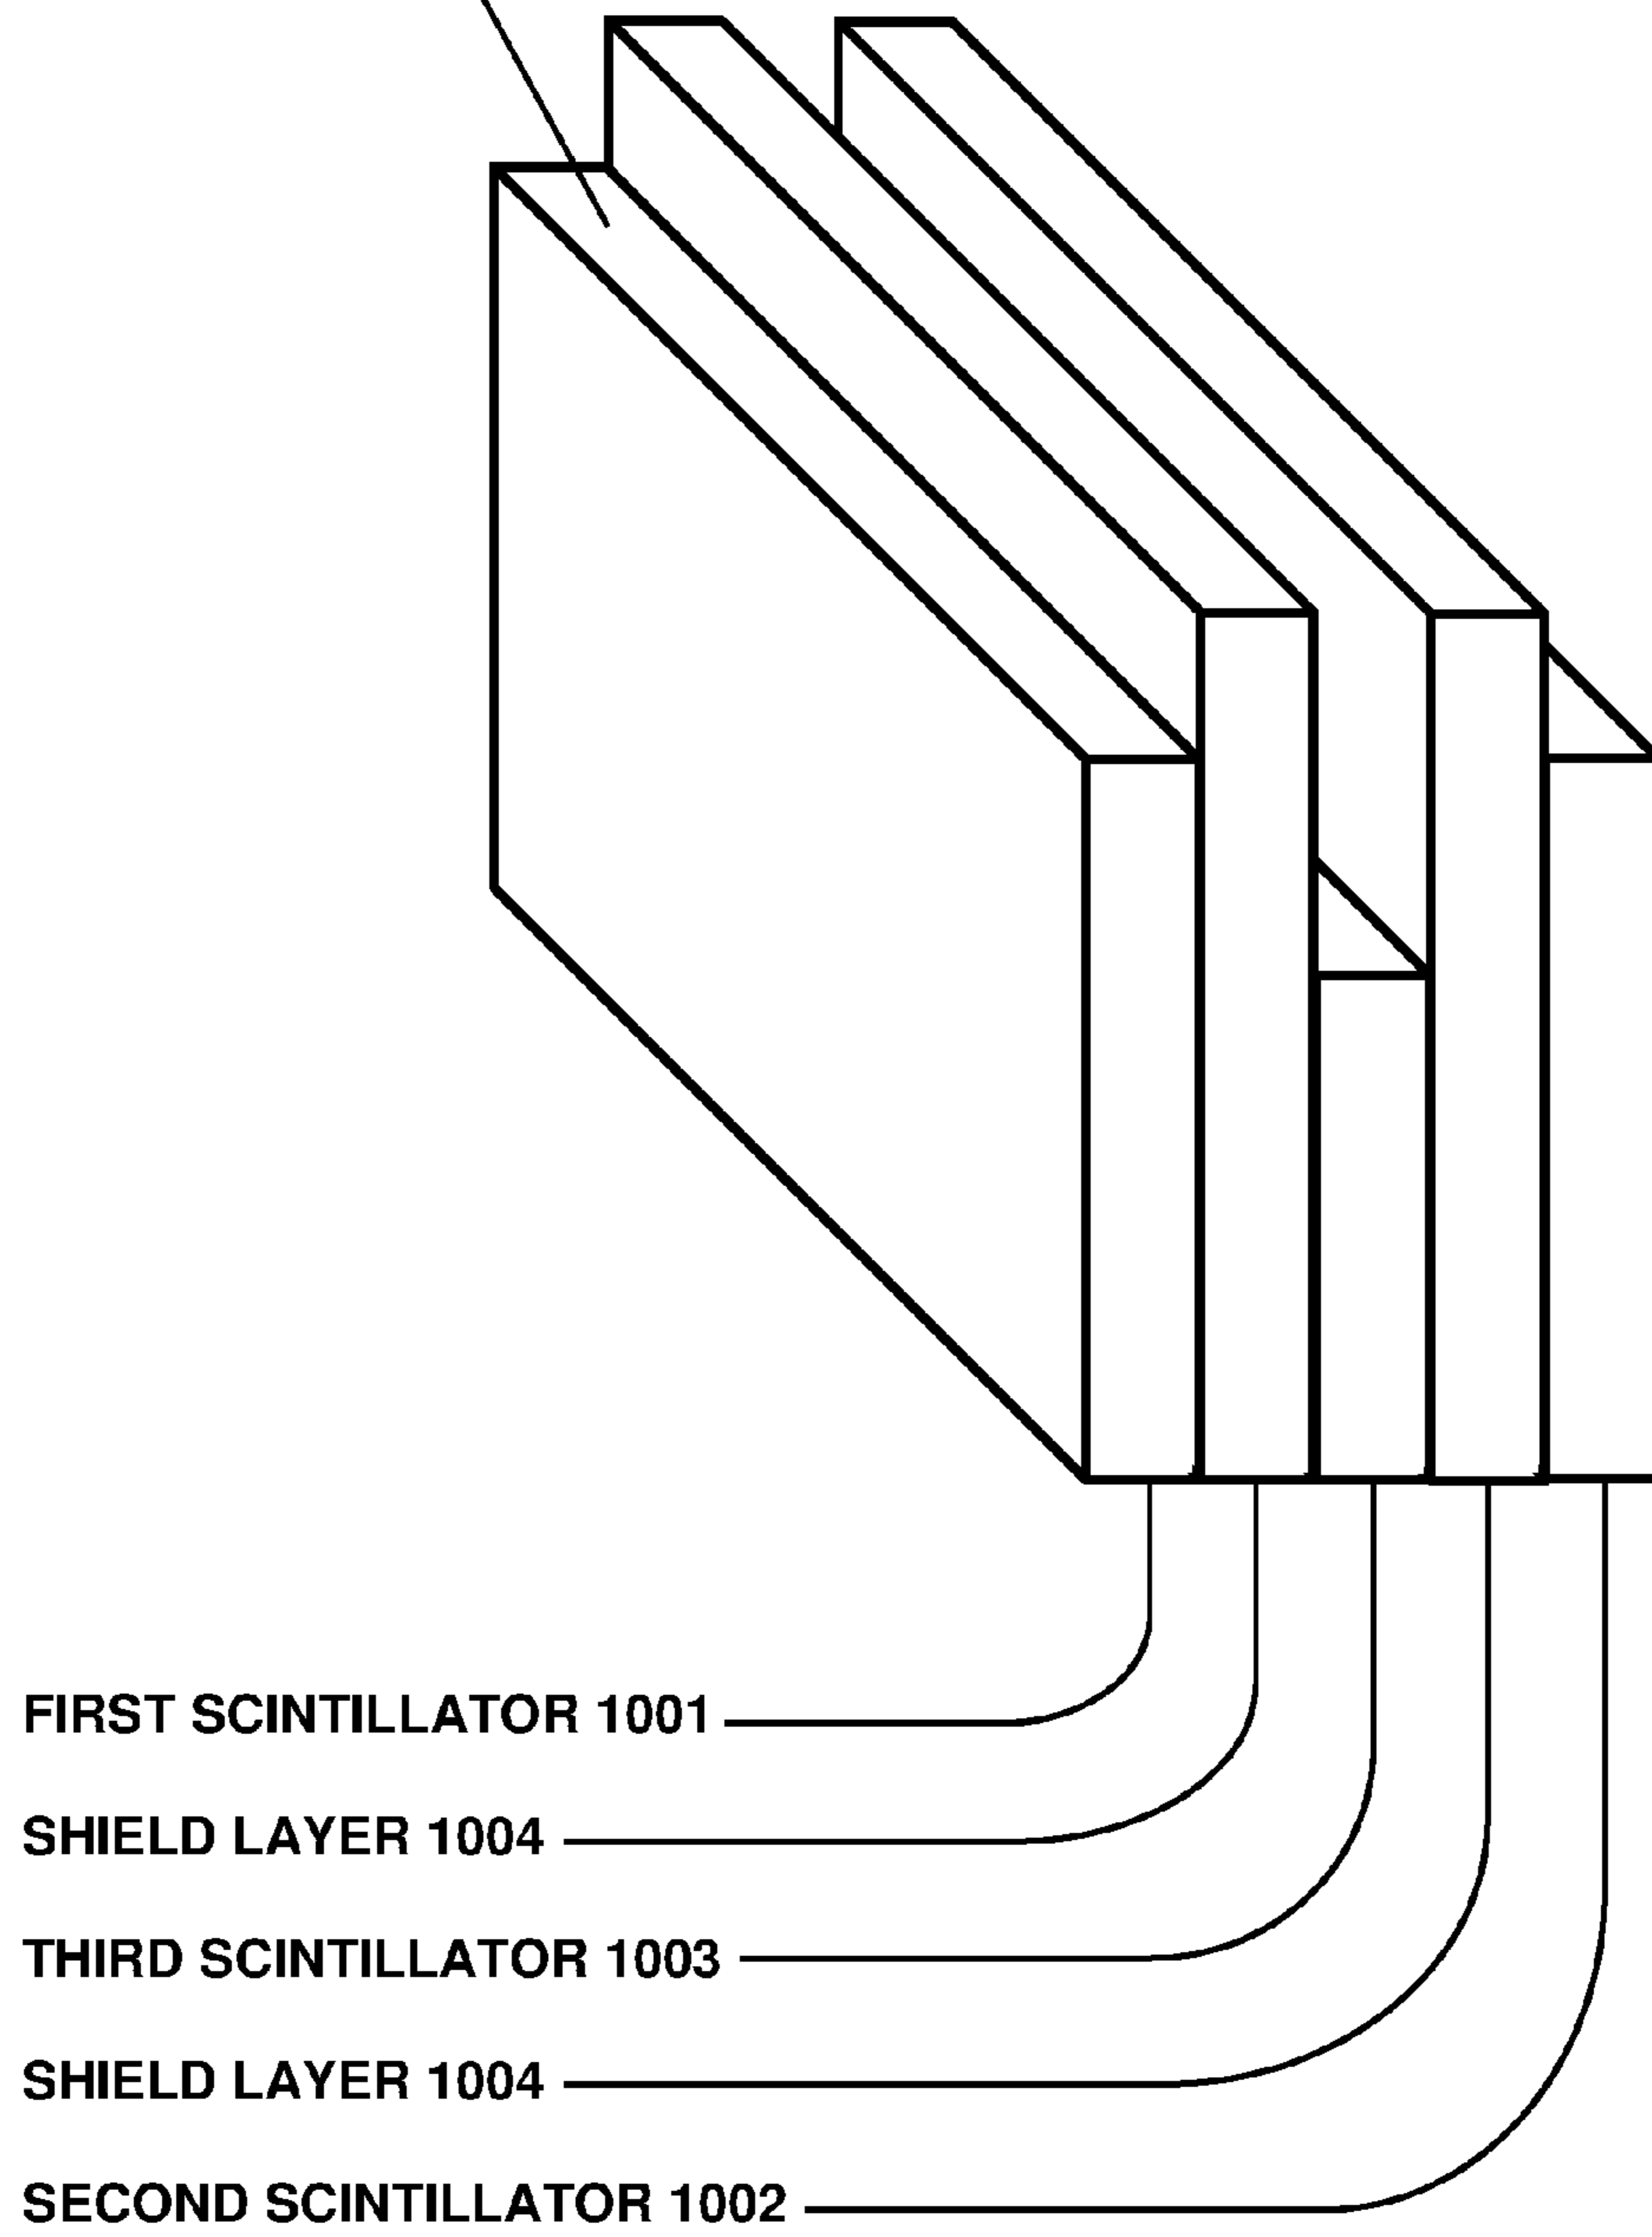 FIRST SCINTILLATOR 1001
SHIELD LAYER 1004
THIRD SCINTILLATOR 1003
SHIELD LAYER 1004
SECOND SCINTILLATOR 1002